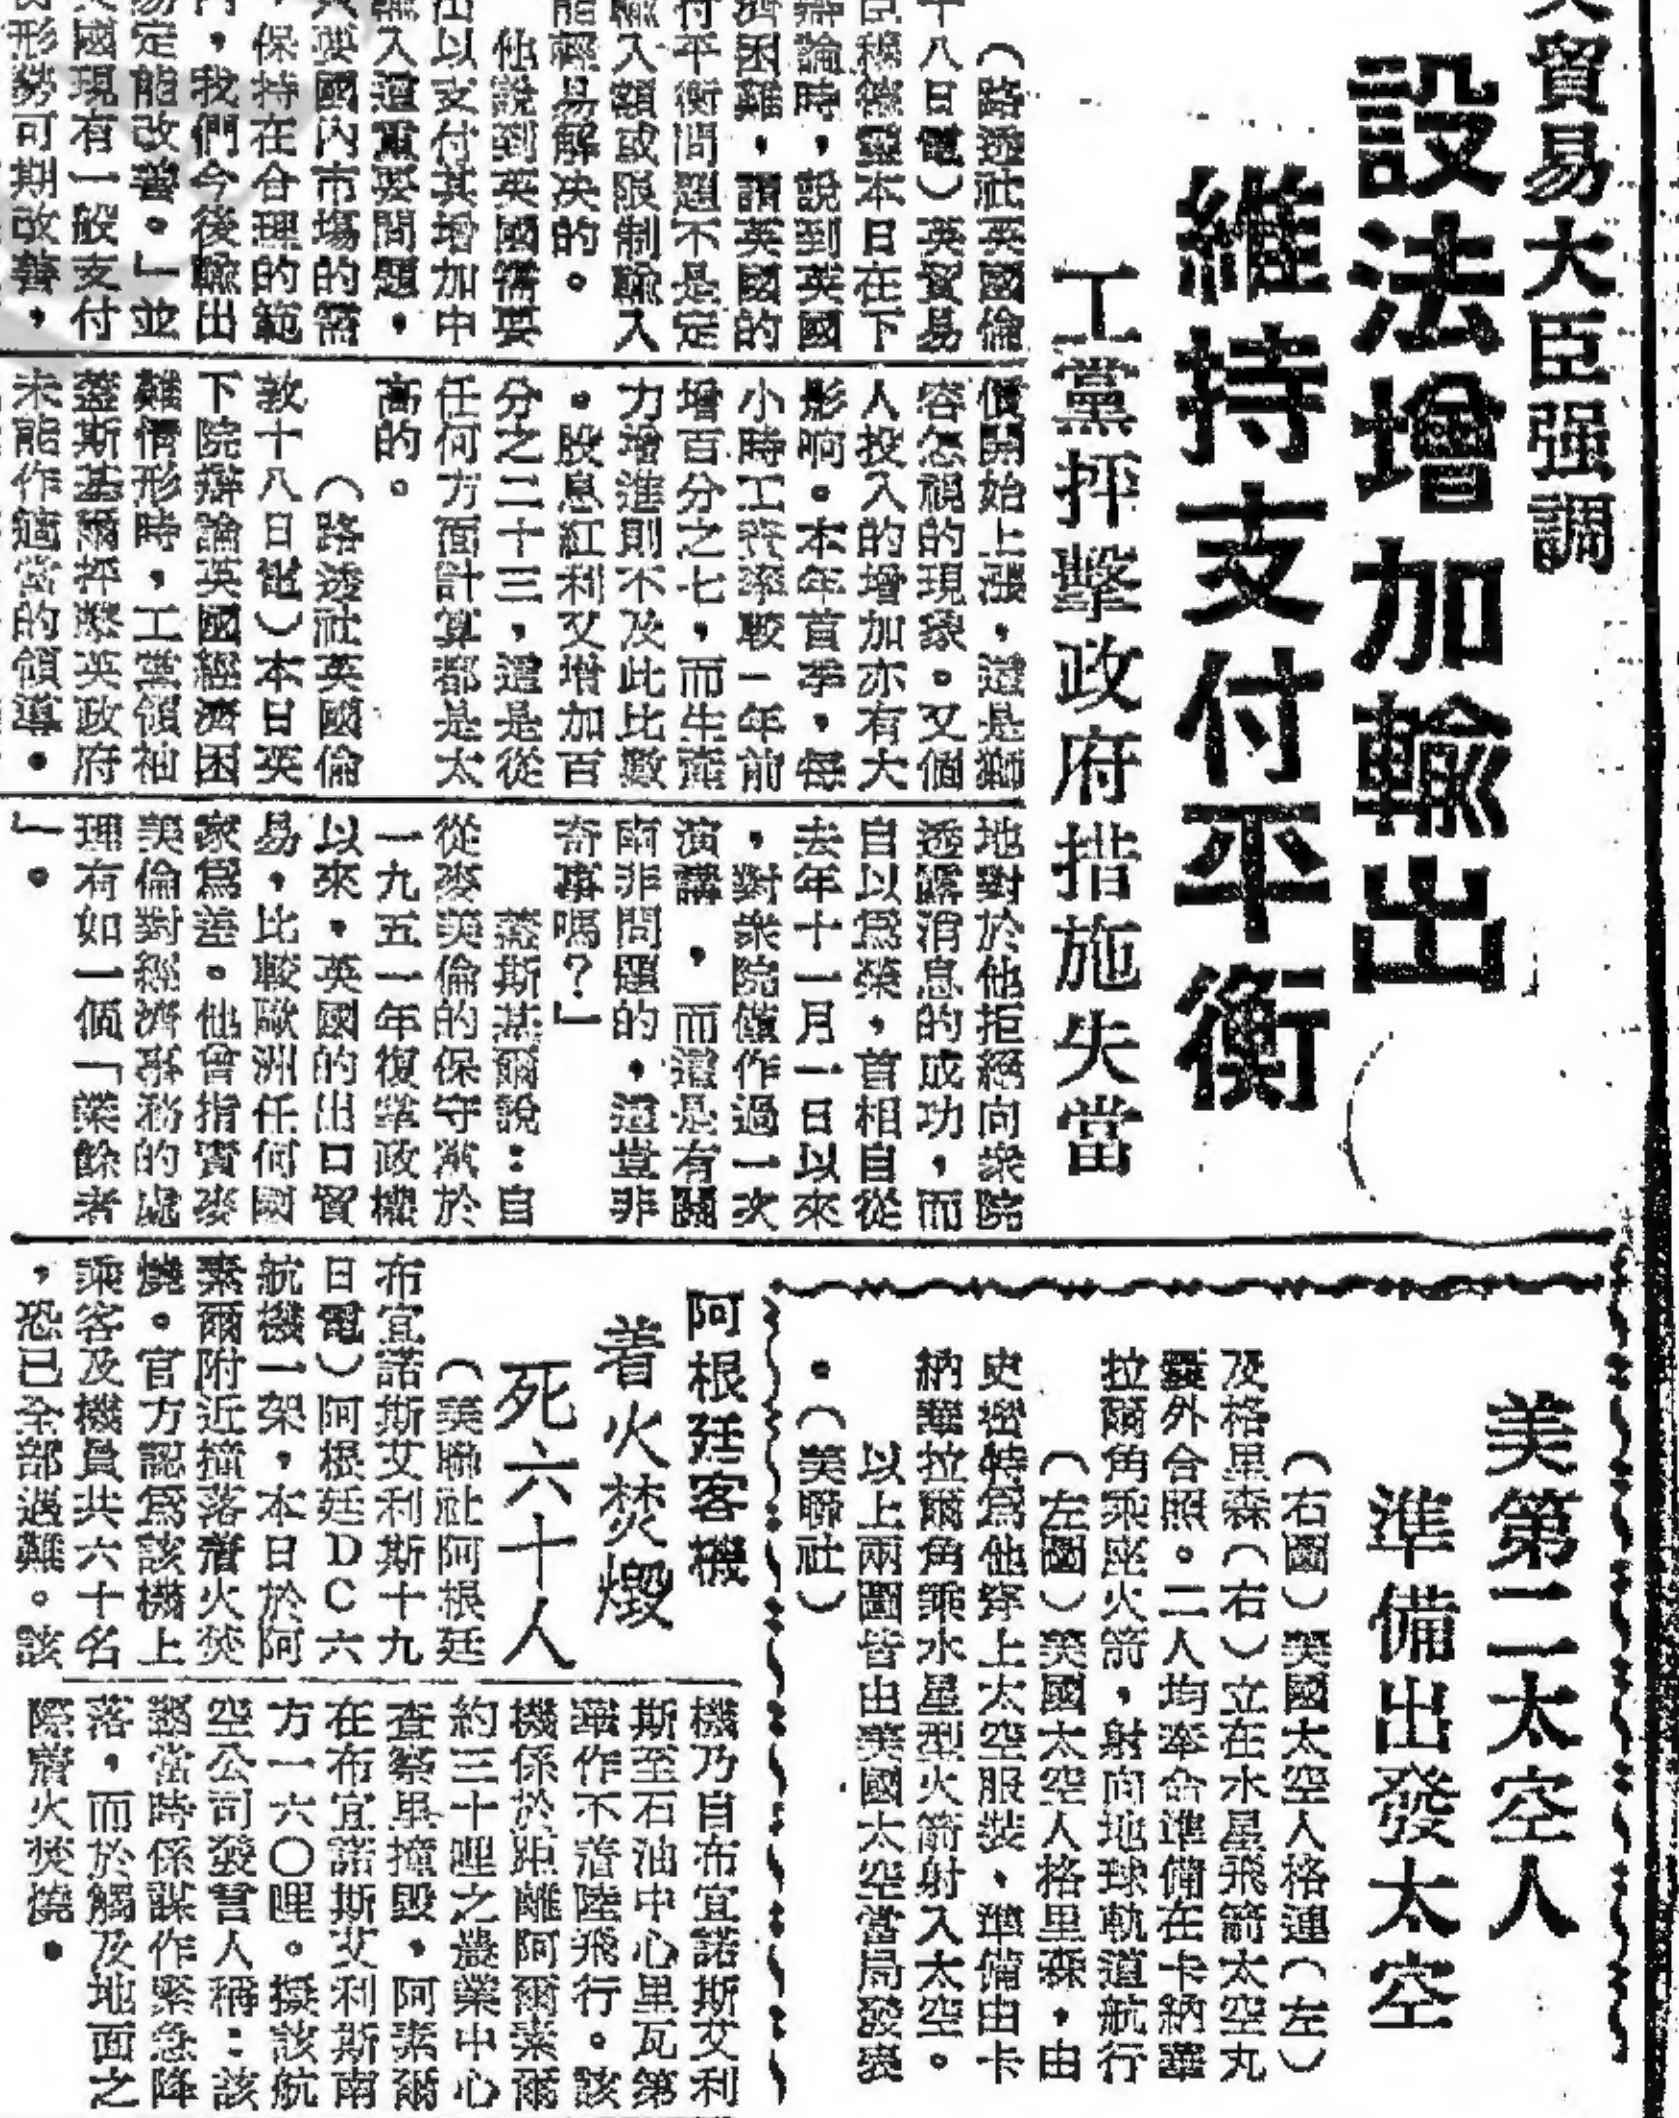 貿易大臣强調
設法增加輸出
維持支付平衡
工黨抨擊政府措施失當
（路透社英國倫
十八日電）英貿易
本日在下
辯論時，說到英國
濟困難，謂英國的
付平衡問題不是定
輸入額或限制輸入
能輕易解決的。
他說到英國需要
出以支付其增加中
輸入這重要問題，
要國內市場的需
保持在合理的範
內，我們今後輸出
易定能改善。」並
國現有一般支付
形勢可期改善，
價開始上漲，這是
容忽視的現象。又個
人投入的增加亦有大
影响。本年首季，每
小時工資率較一年前
增百分之七，而生產
力增進則不及此比數
。股息紅利又增加百
分之二十三，這是從
任何方面計算都是太
高的。
（路透社英國倫
敦十八日電）本日英
下院辯論英國經濟困
難情形時，工黨領袖
蓋斯基爾抨擊英政府
未能作適當的領導。
地對於他拒絕向衆院
透露消息的成功，而
自以爲榮，首相自從
去年十一月一日以來
，對衆院僅作過一次
演講，而還是有關
南非問題的，這豈非
奇事嗎？」
蓋斯基爾說：自
從麥美倫的保守黨於
一九五一年復掌政權
以來，英國的出口貿
易，比較歐洲任何國
家爲差。他曾指責麥
美倫對經濟事務的處
理有如一個「業餘者
」。
美第二太空人
準備出發太空
（右圖）美國太空人格連（左）
及格里森（右）立在水星飛箭太空丸
外合照。二人均奉命準備在卡納華
拉爾角乘座火箭，射向地球軌道航行
（左圖）美國太空人格里森，由
史密特爲他穿上太空服裝，準備由卡
納華拉爾角乘水星型火箭射入太空。
以上兩圖皆由美國太空當局發表
。（美聯社）
阿根廷客機
着火焚燬
死六十人
（美聯社阿根廷
布宜諾斯艾利斯十九
日電）阿根廷ＤＣ六
航機一架，本日於阿
素爾附近撞落着火焚
燒。官方認爲該機上
乘客及機員共六十名
，恐已全部遇難。該
機乃自布宜諾斯艾利
斯至石油中心里瓦第
維作不着陸飛行。該
機係於距離阿爾素爾
約三十哩之農業中心
查察里撞毁，阿素爾
在布宜諾斯艾利斯南
方一六〇哩。據該航
空公司發言人稱：該
機當時係謀作緊急降
落，而於觸及地面之
際着火焚燒。